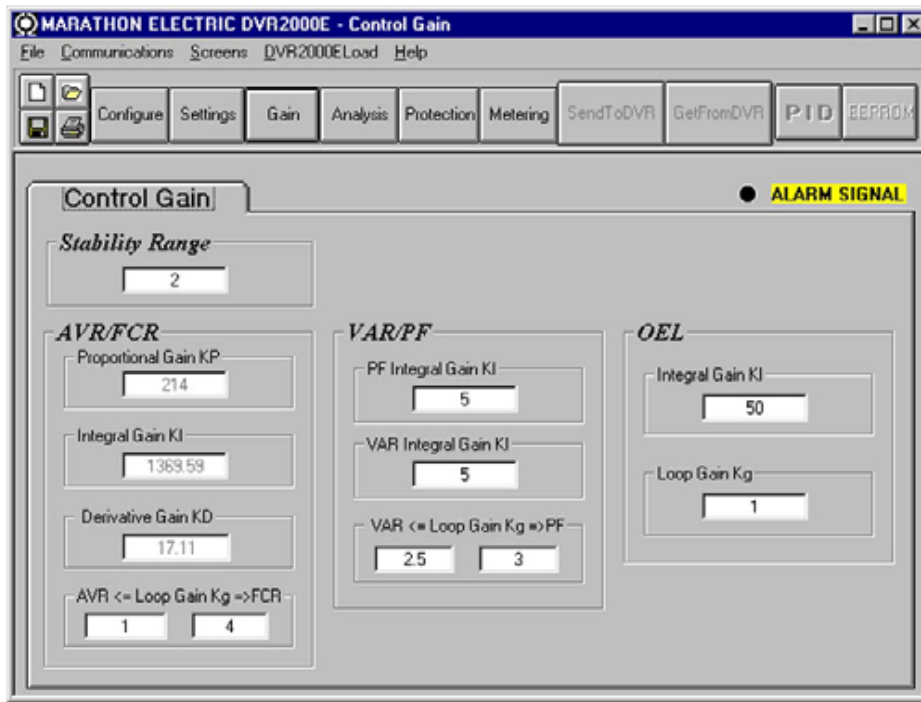 MARATHON ELECTRIC DVR2000E - Control Gain
File Communications Screens DVR2000ELoad Help
Configure Settings Gain Analysis Protection Metering SendToDVR GetFromDVR PID EEPROM
Control Gain
ALARM SIGNAL
Stability Range
2
AVR/FCR
Proportional Gain KP
214
Integral Gain KI
1369.59
Derivative Gain KD
17.11
AVR <= Loop Gain Kg =>FCR
1 4
VAR/PF
PF Integral Gain KI
5
VAR Integral Gain KI
5
VAR <= Loop Gain Kg =>PF
2.5 3
OEL
Integral Gain KI
50
Loop Gain Kg
1